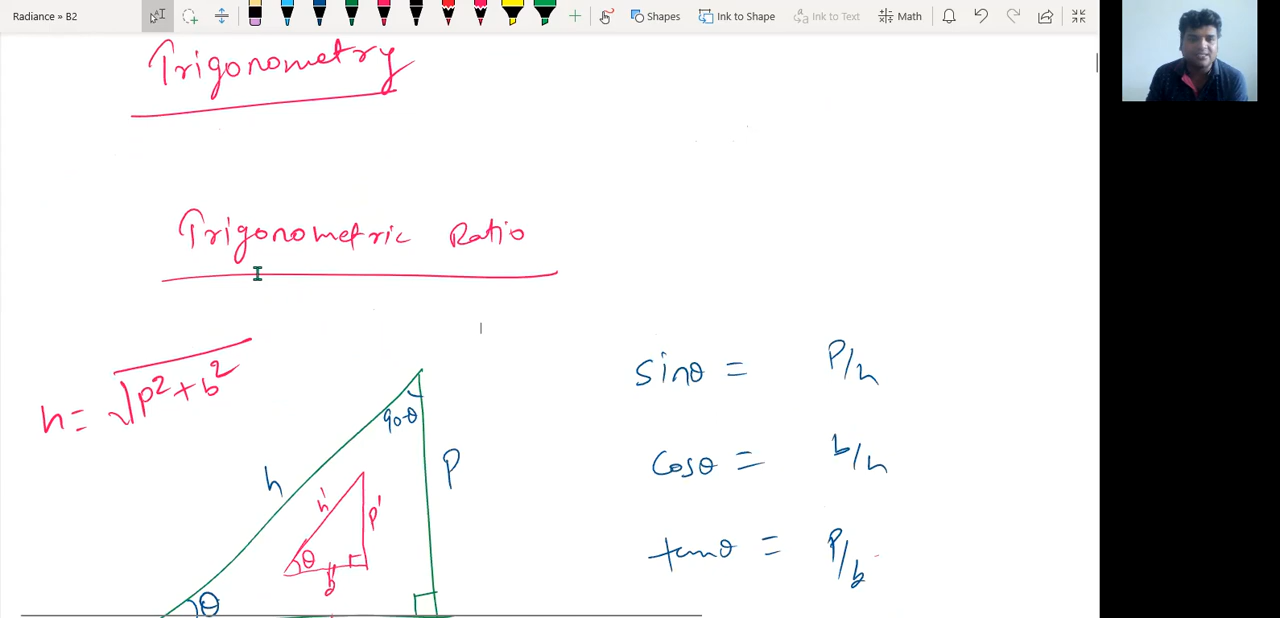 Radiance » B2
Shapes
Ink to Shape
Ink to Text
Math
Trigonometry
Trigonometric Ratio
h = √p²+b²
sinθ = P/h
90-θ
h
P
cosθ = b/h
h'
p'
θ
b'
tanθ = P/b
θ